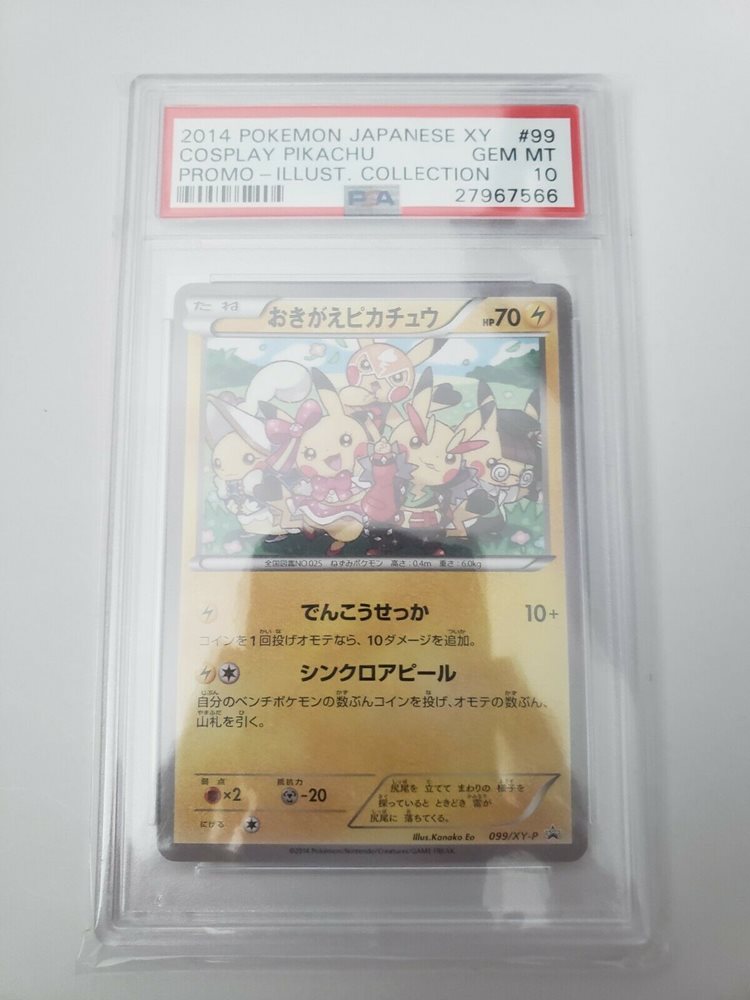 2014 POKEMON JAPANESE XY #99
COSPLAY PIKACHU GEM MT
PROMO-ILLUST. COLLECTION 10
PSA 27967566
たね おきがえピカチュウ HP70
全国図鑑NO.025 ねずみポケモン 高さ:0.4m 重さ:6.0kg
でんこうせっか 10+
コインを1回投げオモテなら、10ダメージを追加。
シンクロアピール
自分のベンチポケモンの数ぶんコインを投げ、オモテの数ぶん、
山札を引く。
弱点 抵抗力
×2 -20
にげる
尻尾を 立てて まわりの 様子を
探っていると ときどき 雷が
尻尾に 落ちてくる。
Illus.Kanako Eo 099/XY-P
©2014 Pokémon/Nintendo/Creatures/GAME FREAK.